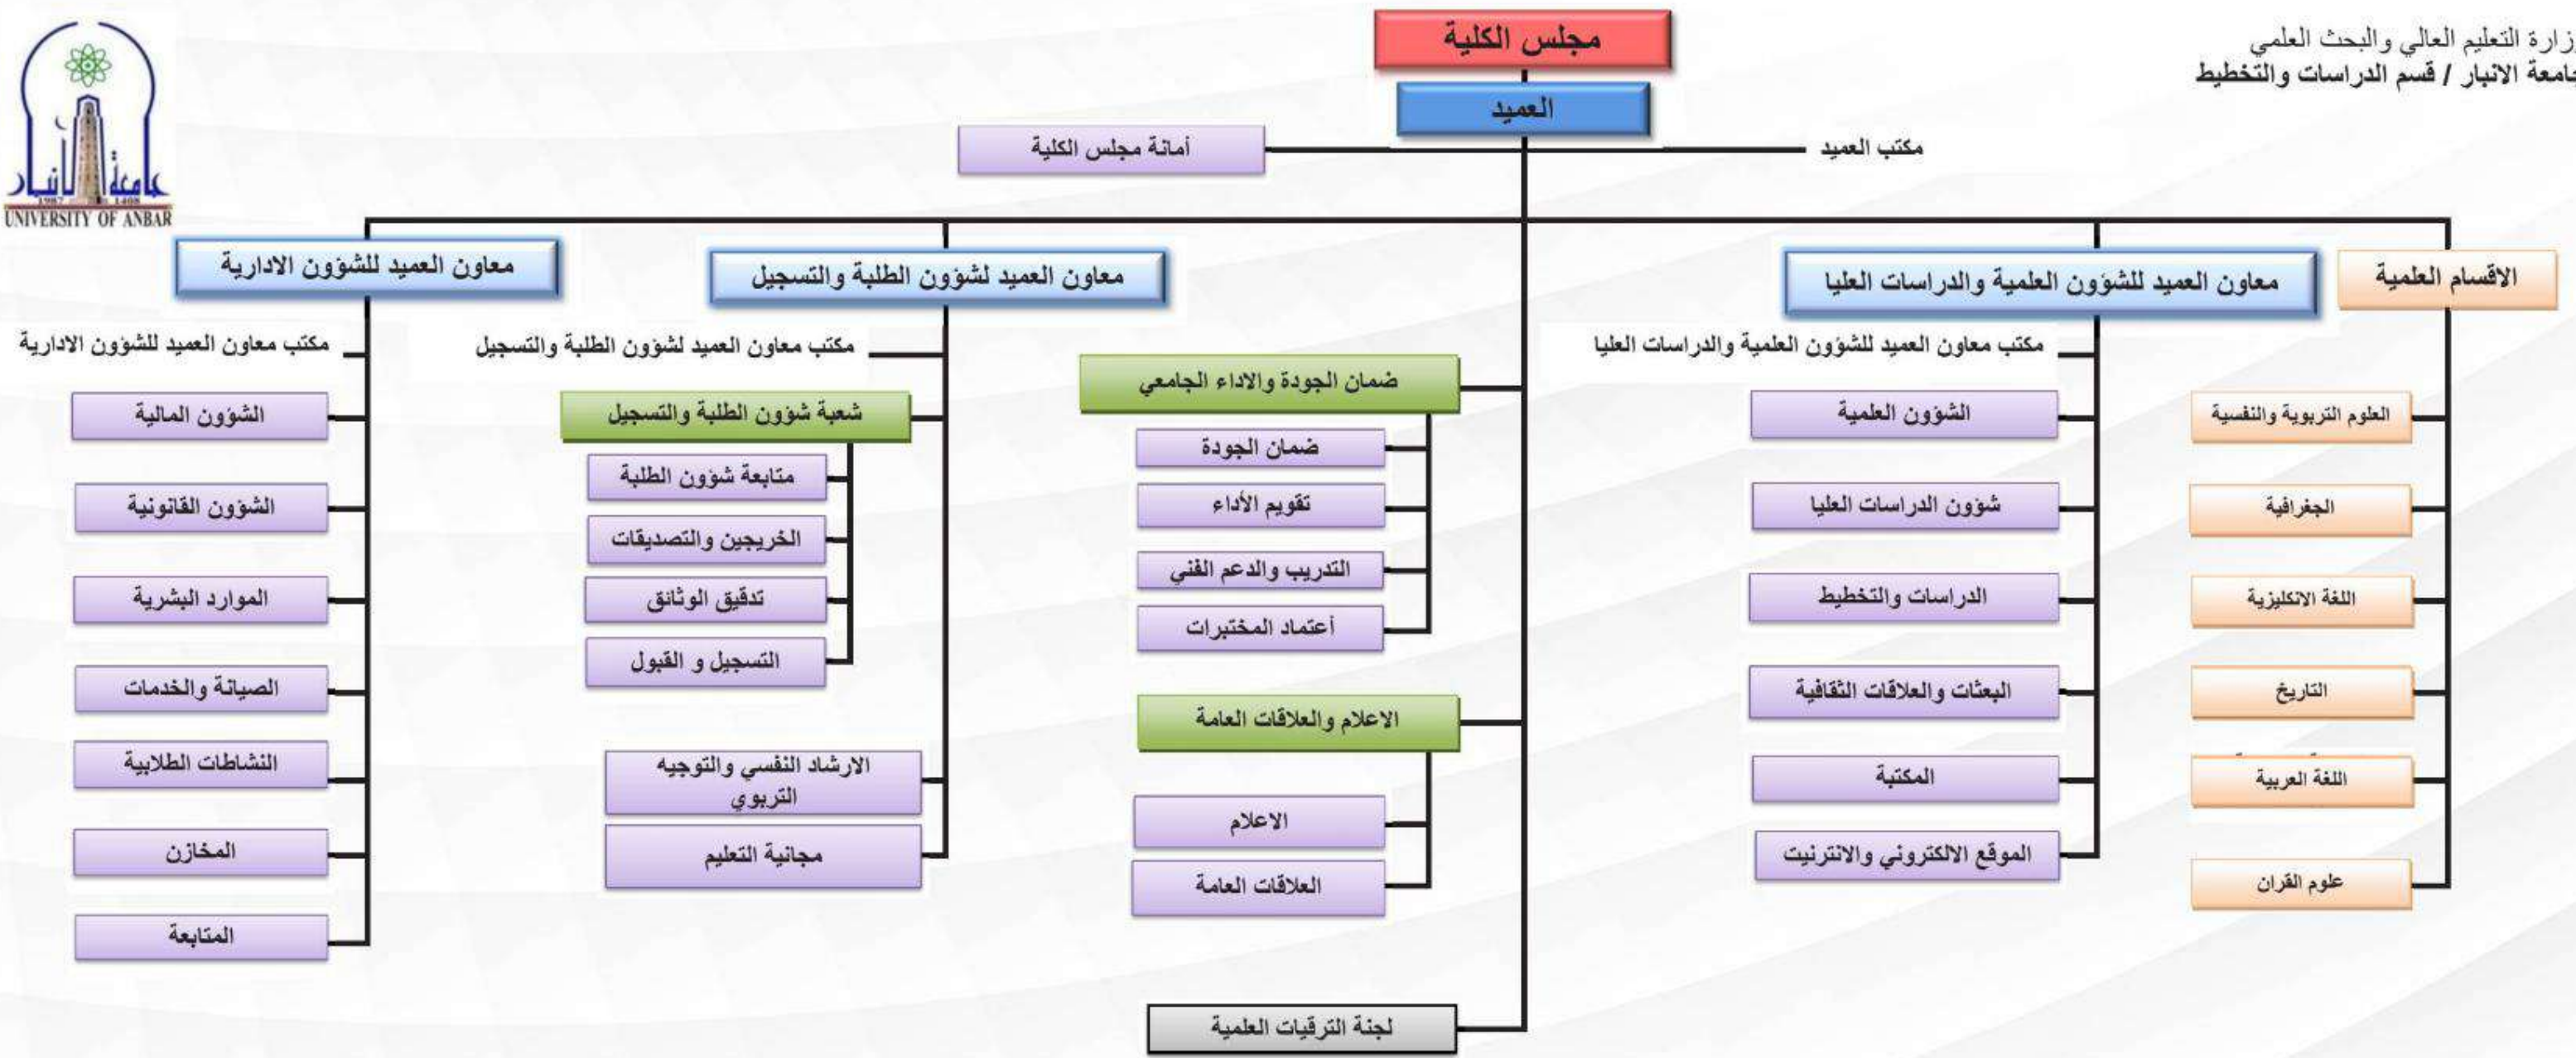 وزارة التعليم العالي والبحث العلمي
جامعة الانبار / قسم الدراسات والتخطيط
جامعة الأنبار
1987 1408
UNIVERSITY OF ANBAR
مجلس الكلية
العميد
مكتب العميد
أمانة مجلس الكلية
الاقسام العلمية
العلوم التربوية والنفسية
الجغرافية
اللغة الانكليزية
التاريخ
اللغة العربية
علوم القران
معاون العميد للشؤون العلمية والدراسات العليا
مكتب معاون العميد للشؤون العلمية والدراسات العليا
الشؤون العلمية
شؤون الدراسات العليا
الدراسات والتخطيط
البعثات والعلاقات الثقافية
المكتبة
الموقع الالكتروني والانترنيت
ضمان الجودة والاداء الجامعي
ضمان الجودة
تقويم الأداء
التدريب والدعم الفني
أعتماد المختبرات
الاعلام والعلاقات العامة
الاعلام
العلاقات العامة
لجنة الترقيات العلمية
معاون العميد لشؤون الطلبة والتسجيل
مكتب معاون العميد لشؤون الطلبة والتسجيل
شعبة شؤون الطلبة والتسجيل
متابعة شؤون الطلبة
الخريجين والتصديقات
تدقيق الوثائق
التسجيل و القبول
الارشاد النفسي والتوجيه
التربوي
مجانية التعليم
معاون العميد للشؤون الادارية
مكتب معاون العميد للشؤون الادارية
الشؤون المالية
الشؤون القانونية
الموارد البشرية
الصيانة والخدمات
النشاطات الطلابية
المخازن
المتابعة